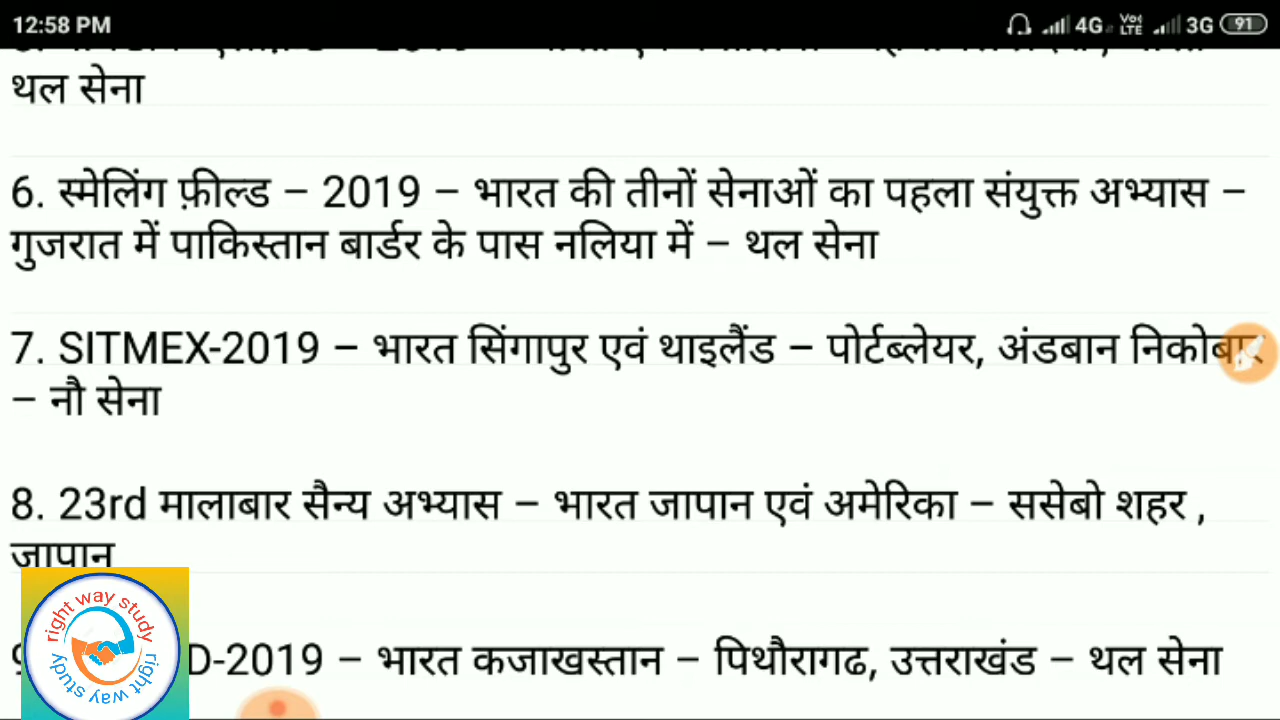 12:58 PM 4G VoLTE 3G 91
थल सेना
6. स्मेलिंग फ़ील्ड – 2019 – भारत की तीनों सेनाओं का पहला संयुक्त अभ्यास –
गुजरात में पाकिस्तान बार्डर के पास नलिया में – थल सेना
7. SITMEX-2019 – भारत सिंगापुर एवं थाइलैंड – पोर्टब्लेयर, अंडबान निकोबार
– नौ सेना
8. 23rd मालाबार सैन्य अभ्यास – भारत जापान एवं अमेरिका – ससेबो शहर ,
जापान
D-2019 – भारत कजाखस्तान – पिथौरागढ, उत्तराखंड – थल सेना
right way study
right way study